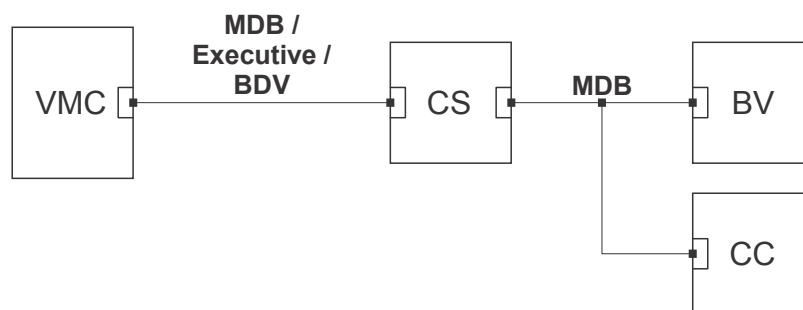 MDB /
Executive /
BDV
VMC
CS
MDB
BV
CC